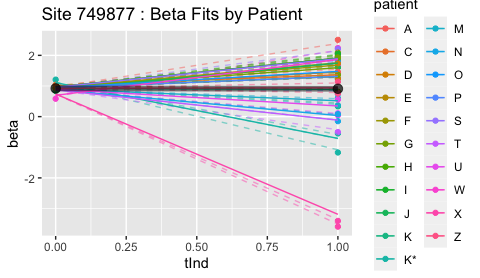 Site 749877 : Beta Fits by Patient
patient
beta
2
0
-2
0.00 0.25 0.50 0.75 1.00
tInd
A M
C N
D O
E P
F S
G T
H U
I W
J X
K Z
K*